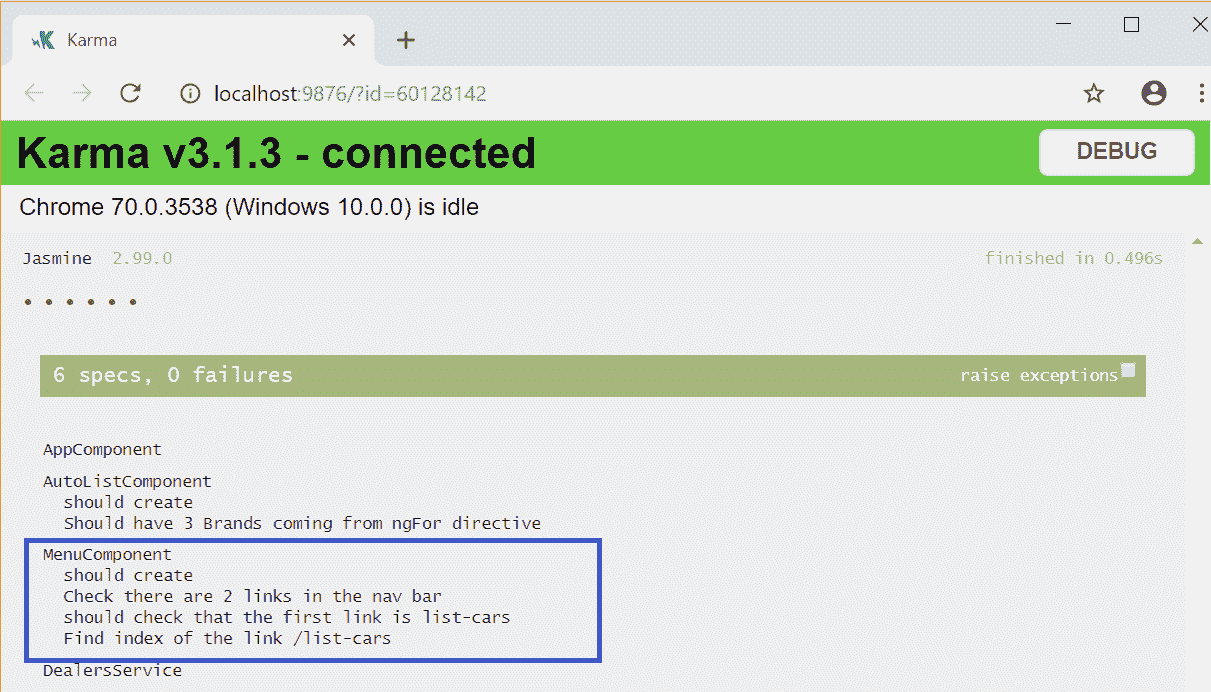 Karma
localhost:9876/?id=60128142
Karma v3.1.3 - connected
DEBUG
Chrome 70.0.3538 (Windows 10.0.0) is idle
Jasmine 2.99.0
finished in 0.496s
6 specs, 0 failures
raise exceptions
AppComponent
AutoListComponent
should create
Should have 3 Brands coming from ngFor directive
MenuComponent
should create
Check there are 2 links in the nav bar
should check that the first link is list-cars
Find index of the link /list-cars
DealersService